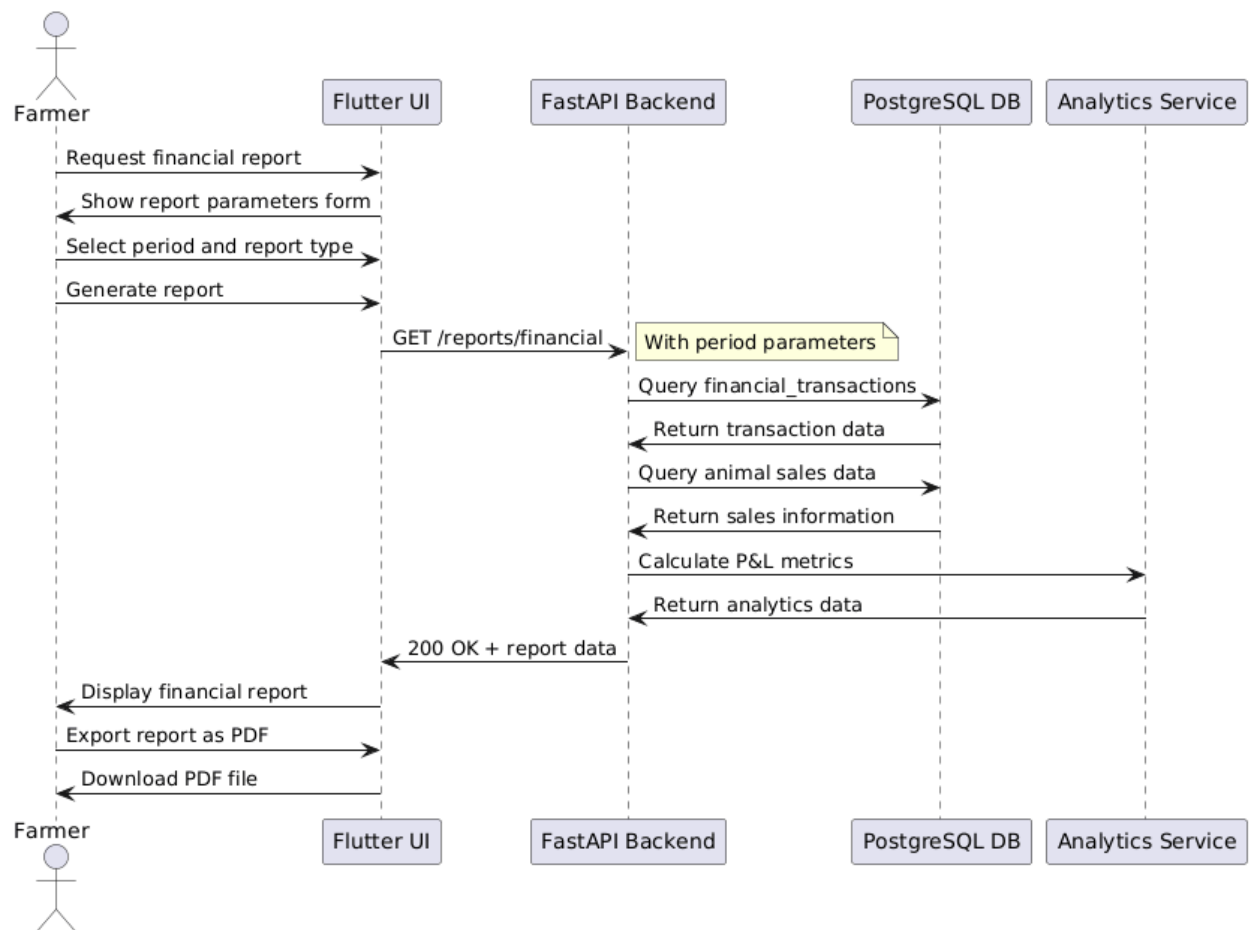 Farmer
Flutter UI
FastAPI Backend
PostgreSQL DB
Analytics Service
Request financial report
Show report parameters form
Select period and report type
Generate report
GET /reports/financial
With period parameters
Query financial_transactions
Return transaction data
Query animal sales data
Return sales information
Calculate P&L metrics
Return analytics data
200 OK + report data
Display financial report
Export report as PDF
Download PDF file
Farmer
Flutter UI
FastAPI Backend
PostgreSQL DB
Analytics Service